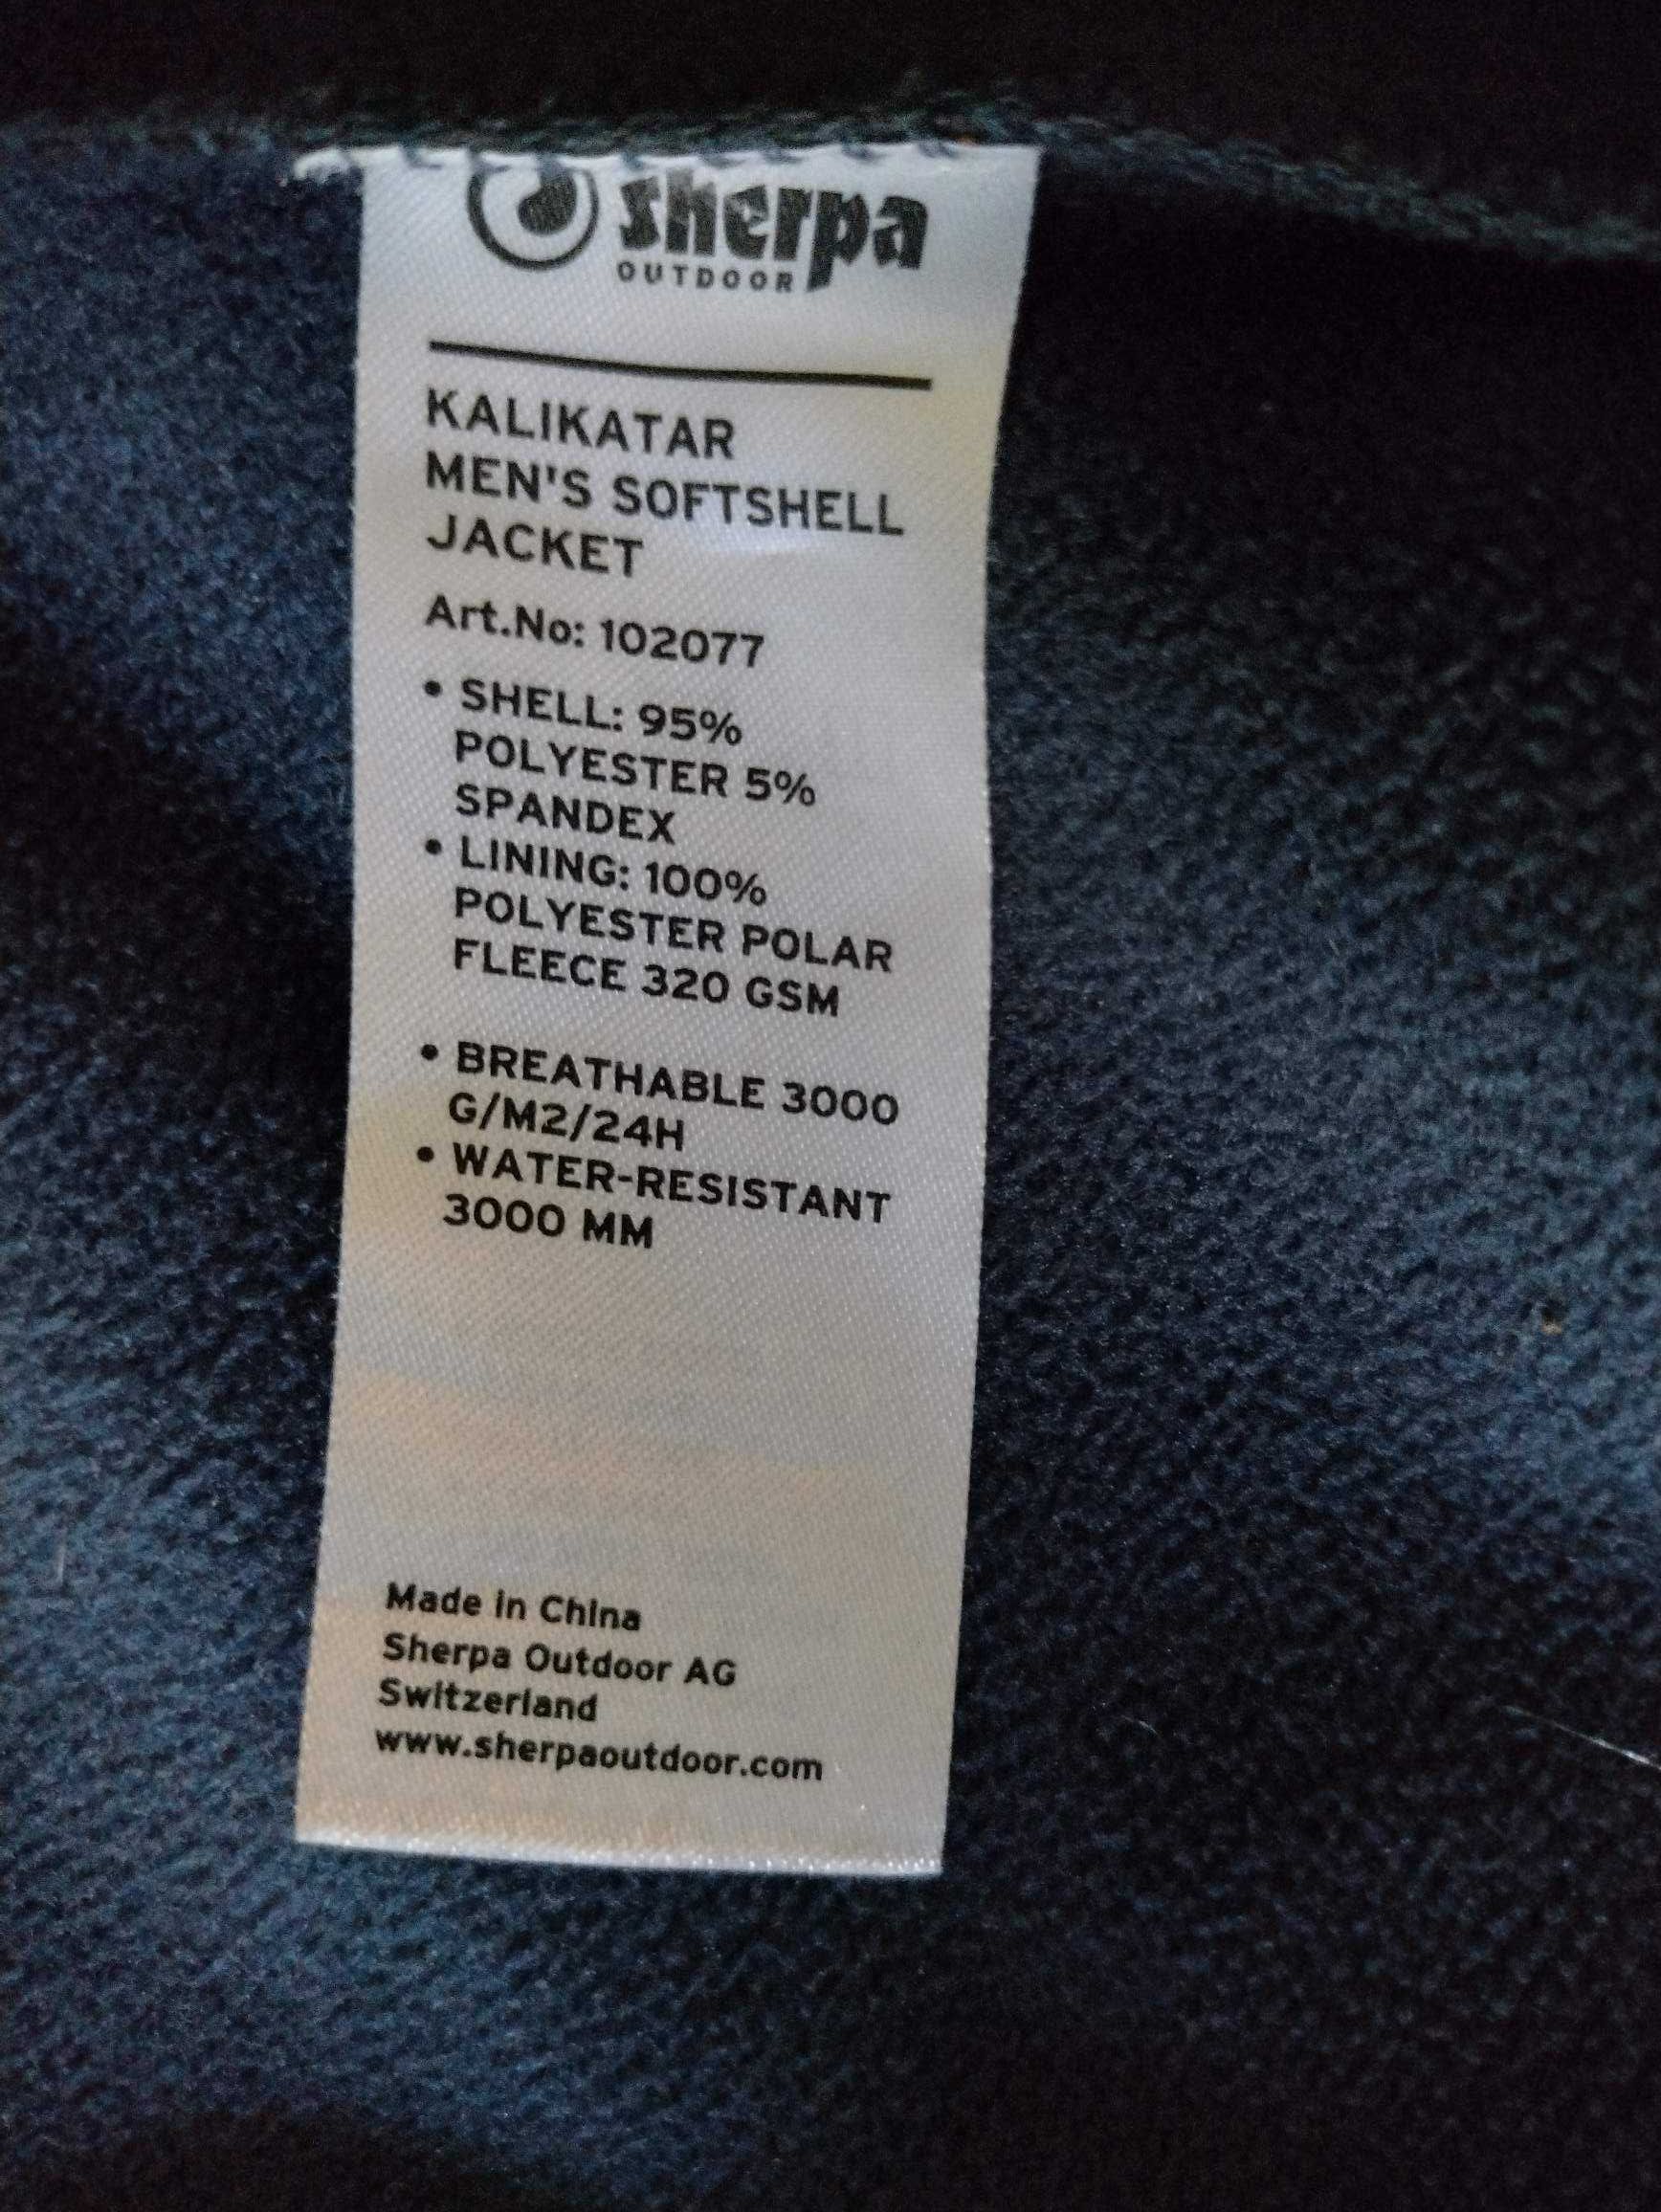 sherpa
OUTDOOR
KALIKATAR
MEN'S SOFTSHELL
JACKET
Art.No: 102077
• SHELL: 95%
POLYESTER 5%
SPANDEX
• LINING: 100%
POLYESTER POLAR
FLEECE 320 GSM
• BREATHABLE 3000
G/M2/24H
• WATER-RESISTANT
3000 MM
Made in China
Sherpa Outdoor AG
Switzerland
www.sherpaoutdoor.com